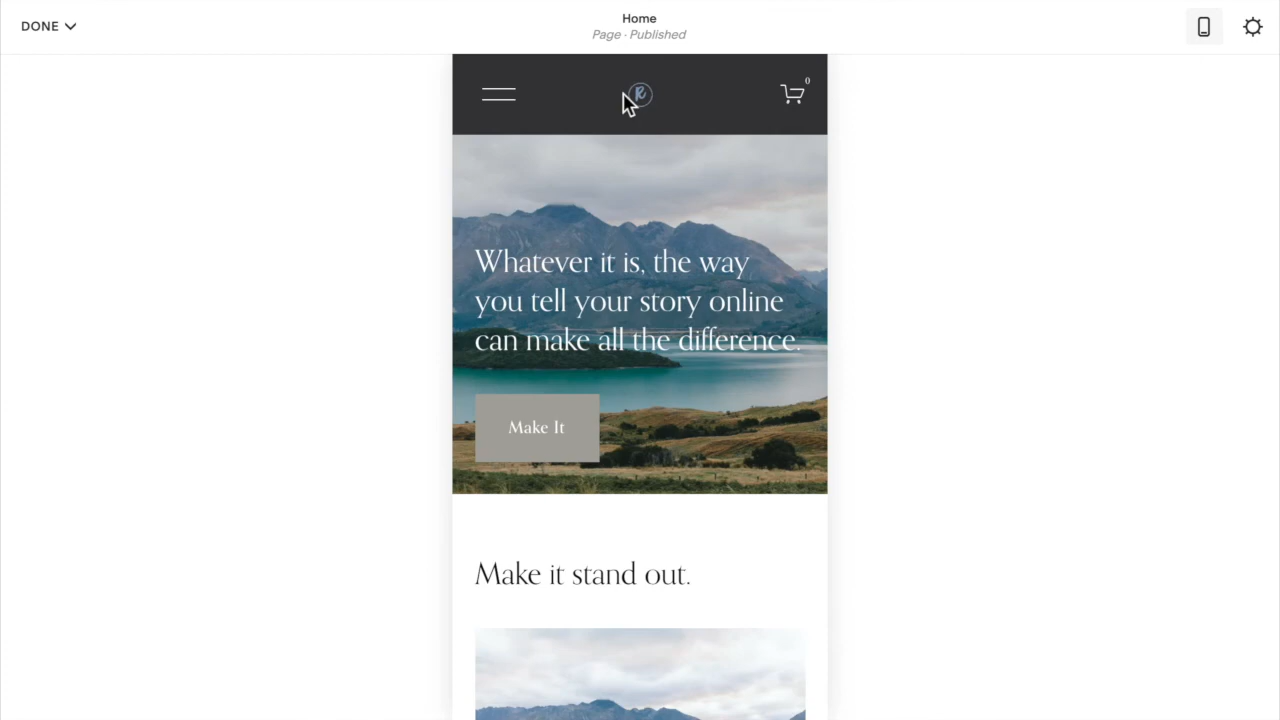 DONE
Home
Page · Published
R
0
Whatever it is, the way
you tell your story online
can make all the difference.
Make It
Make it stand out.